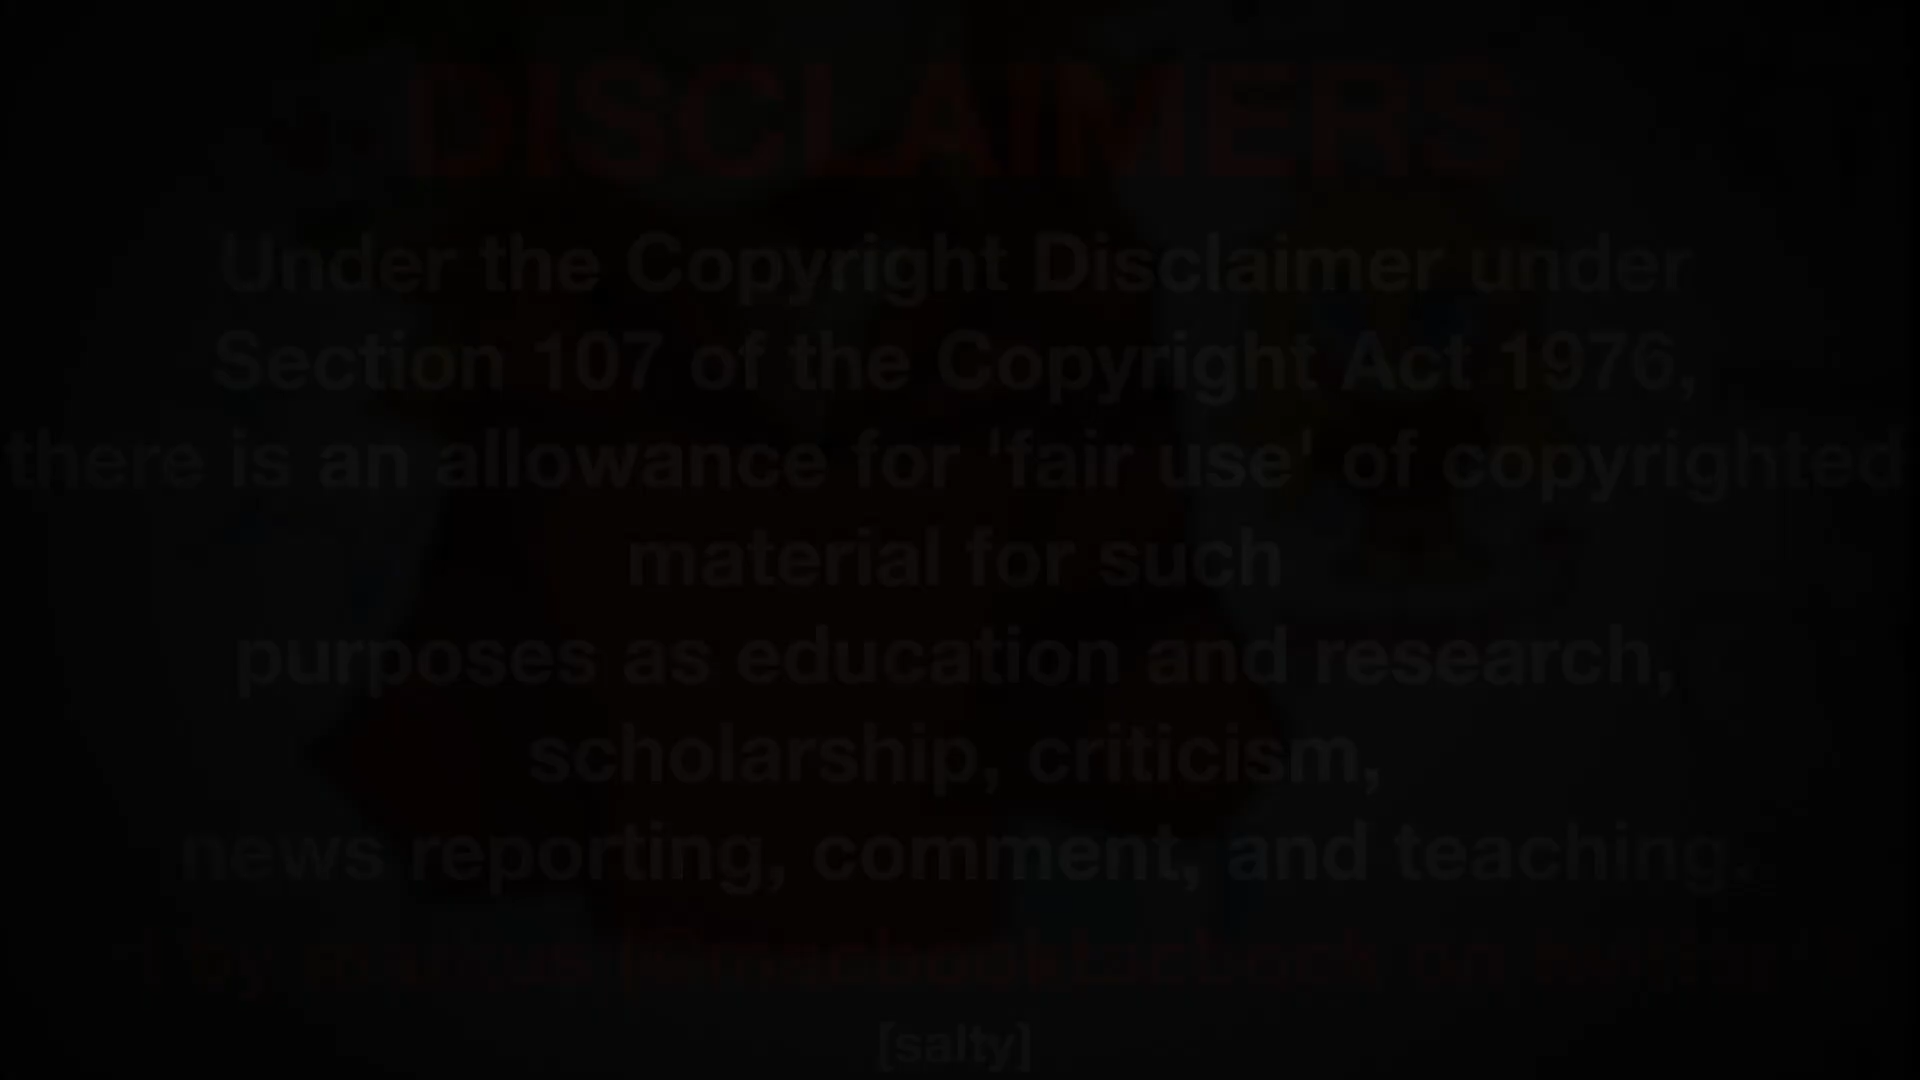 DISCLAIMERS
Under the Copyright Disclaimer under
Section 107 of the Copyright Act 1976,
there is an allowance for 'fair use' of copyrighted
material for such
purposes as education and research,
scholarship, criticism,
news reporting, comment, and teaching.
by
[salty]